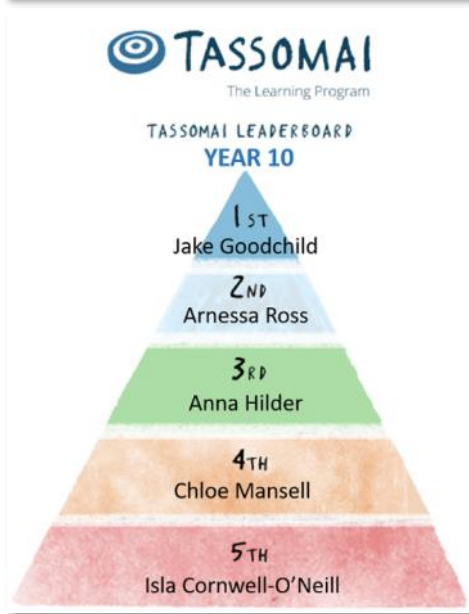 TASSOMAI
The Learning Program
TASSOMAI LEADERBOARD
YEAR 10
1ST
Jake Goodchild
2ND
Arnessa Ross
3RD
Anna Hilder
4TH
Chloe Mansell
5TH
Isla Cornwell-O'Neill